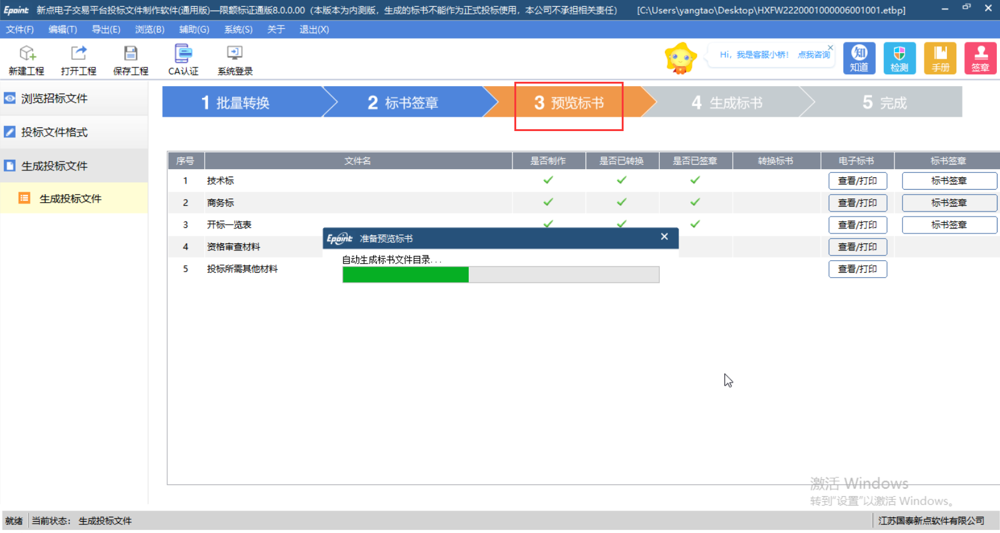 Epoint 新点电子交易平台投标文件制作软件(通用版)—限额标证通版8.0.0.00（本版本为内测版，生成的标书不能作为正式投标使用，本公司不承担相关责任） [C:\Users\yangtao\Desktop\HXFW2220001000006001001.etbp]
文件(F) 编辑(T) 导出(E) 浏览(B) 辅助(G) 系统(S) 关于 退出(X)
Hi，我是客服小桥！ 点我咨询
知
新建工程 打开工程 保存工程 CA认证 系统登录 知道 检测 手册 签章
浏览招标文件
1 批量转换 2 标书签章 3 预览标书 4 生成标书 5 完成
投标文件格式
生成投标文件
生成投标文件
序号 文件名 是否制作 是否已转换 是否已签章 转换标书 电子标书 标书签章
1 技术标 查看/打印 标书签章
2 商务标 查看/打印 标书签章
3 开标一览表 查看/打印 标书签章
4 资格审查材料 查看/打印
5 投标所需其他材料 查看/打印
Epoint 准备预览标书
自动生成标书文件目录...
激活 Windows
转到"设置"以激活 Windows。
就绪 当前状态： 生成投标文件 江苏国泰新点软件有限公司